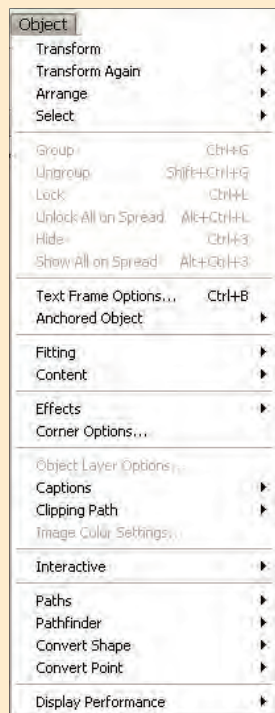 Object
Transform
Transform Again
Arrange
Select
Group Ctrl+G
Ungroup Shift+Ctrl+G
Lock Ctrl+L
Unlock All on Spread Alt+Ctrl+L
Hide Ctrl+3
Show All on Spread Alt+Ctrl+3
Text Frame Options... Ctrl+B
Anchored Object
Fitting
Content
Effects
Corner Options...
Object Layer Options...
Captions
Clipping Path
Image Color Settings...
Interactive
Paths
Pathfinder
Convert Shape
Convert Point
Display Performance